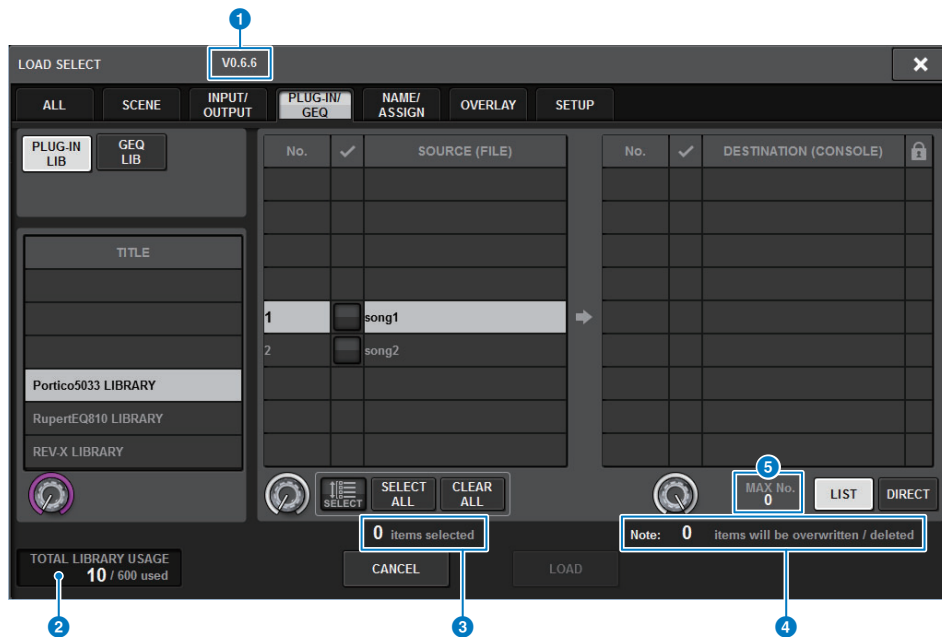 1
LOAD SELECT
V0.6.6
ALL
SCENE
INPUT/
OUTPUT
PLUG-IN/
GEQ
NAME/
ASSIGN
OVERLAY
SETUP
PLUG-IN
LIB
GEQ
LIB
TITLE
Portico5033 LIBRARY
RupertEQ810 LIBRARY
REV-X LIBRARY
No.
SOURCE (FILE)
1 song1
2 song2
SELECT
SELECT
ALL
CLEAR
ALL
0 items selected
No.
DESTINATION (CONSOLE)
5
MAX No.
0
LIST
DIRECT
Note: 0 items will be overwritten / deleted
TOTAL LIBRARY USAGE
10 / 600 used
CANCEL
LOAD
2
3
4